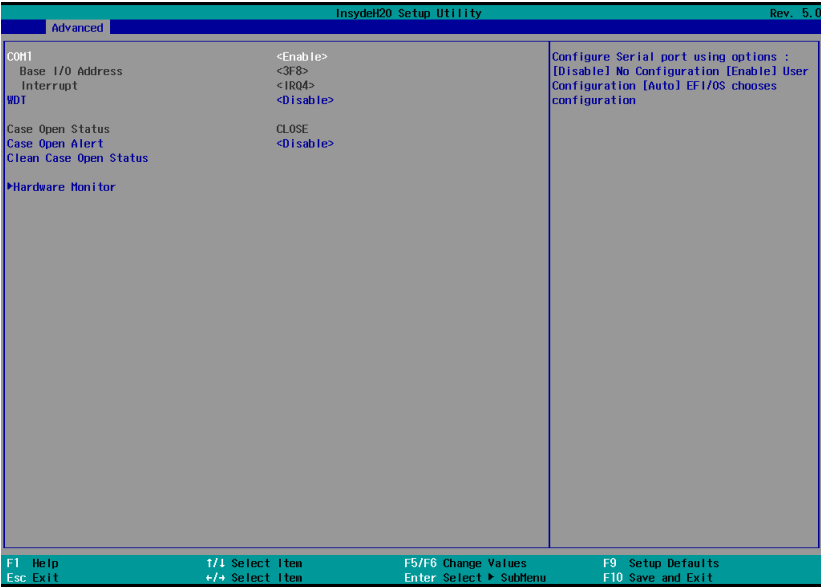 InsydeH20 Setup Utility Rev. 5.0
Advanced
COM1 <Enable>
Base I/O Address <3F8>
Interrupt <IRQ4>
WDT <Disable>
Case Open Status CLOSE
Case Open Alert <Disable>
Clean Case Open Status
▶Hardware Monitor
Configure Serial port using options :
[Disable] No Configuration [Enable] User
Configuration [Auto] EFI/OS chooses
configuration
F1 Help ↑/↓ Select Item F5/F6 Change Values F9 Setup Defaults
Esc Exit ←/→ Select Item Enter Select ▶ SubMenu F10 Save and Exit